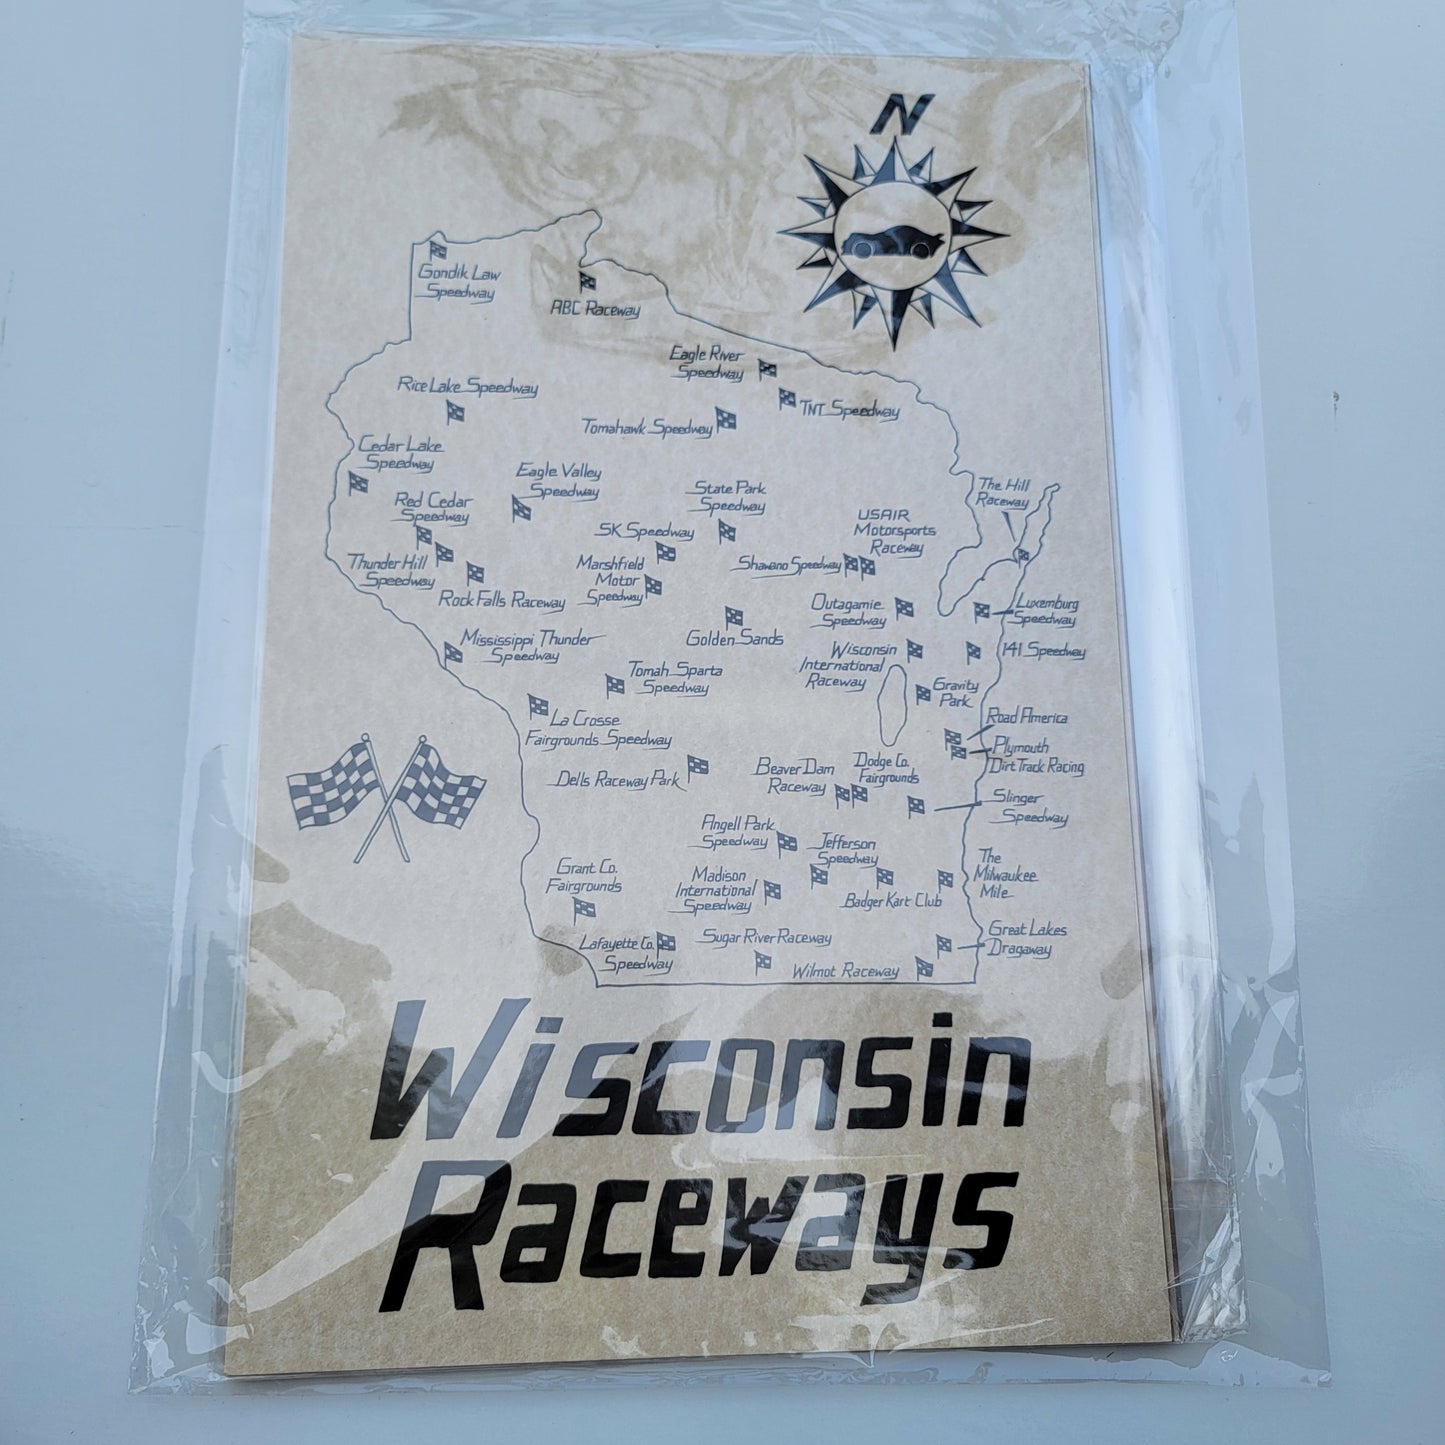 N
Gondik Law
Speedway
ABC Raceway
Eagle River
Speedway
Rice Lake Speedway
TNT Speedway
Tomahawk Speedway
Cedar Lake
Speedway
Eagle Valley
Speedway
State Park
Speedway
The Hill
Raceway
Red Cedar
Speedway
USAIR
Motorsports
Raceway
SK Speedway
Thunder Hill
Speedway
Marshfield
Motor
Speedway
Shawano Speedway
Rock Falls Raceway
Outagamie
Speedway
Luxemburg
Speedway
Golden Sands
Mississippi Thunder
Speedway
Wisconsin
International
Raceway
141 Speedway
Tomah Sparta
Speedway
Gravity
Park
La Crosse
Fairgrounds Speedway
Road America
Plymouth
Dirt Track Racing
Dells Raceway Park
Beaver Dam
Raceway
Dodge Co.
Fairgrounds
Slinger
Speedway
Angell Park
Speedway
Jefferson
Speedway
Grant Co.
Fairgrounds
Madison
International
Speedway
Badger Kart Club
The
Milwaukee
Mile
Lafayette Co.
Speedway
Sugar River Raceway
Great Lakes
Dragaway
Wilmot Raceway
Wisconsin
Raceways